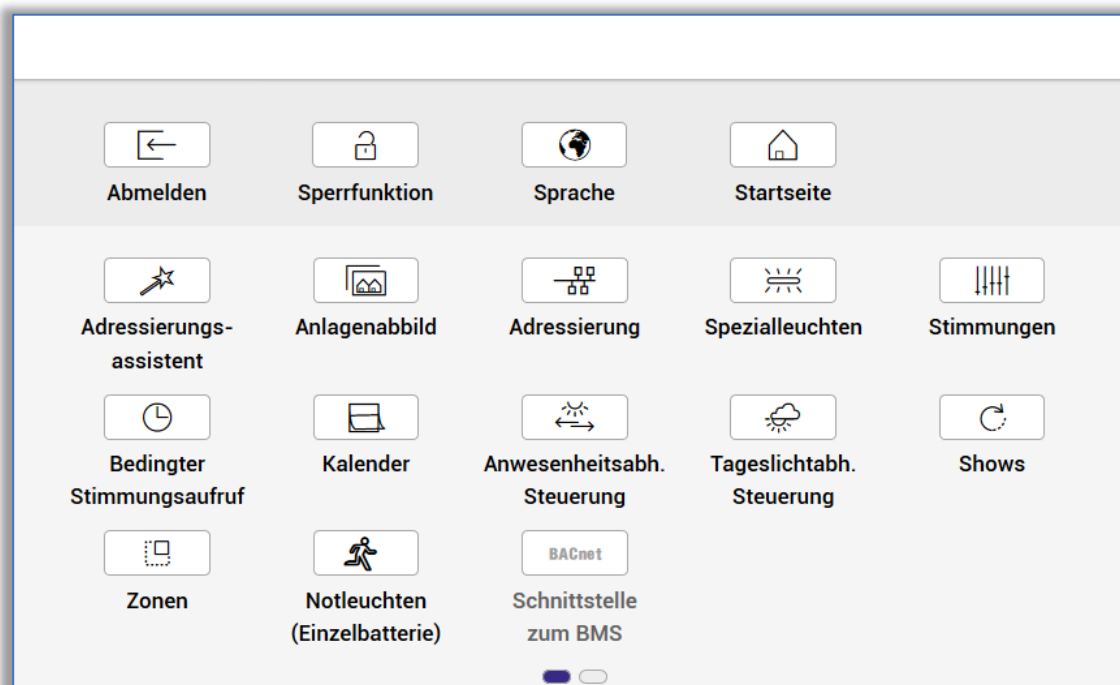 Abmelden Sperrfunktion Sprache Startseite
Adressierungs- Anlagenabbild Adressierung Spezialleuchten Stimmungen
assistent
Bedingter Kalender Anwesenheitsabh. Tageslichtabh. Shows
Stimmungsaufruf Steuerung Steuerung
BACnet
Zonen Notleuchten Schnittstelle
(Einzelbatterie) zum BMS